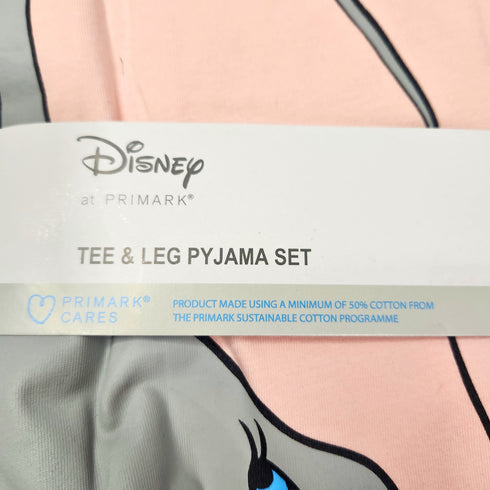 Disney
at PRIMARK®
TEE & LEG PYJAMA SET
PRIMARK®
CARES
PRODUCT MADE USING A MINIMUM OF 50% COTTON FROM
THE PRIMARK SUSTAINABLE COTTON PROGRAMME